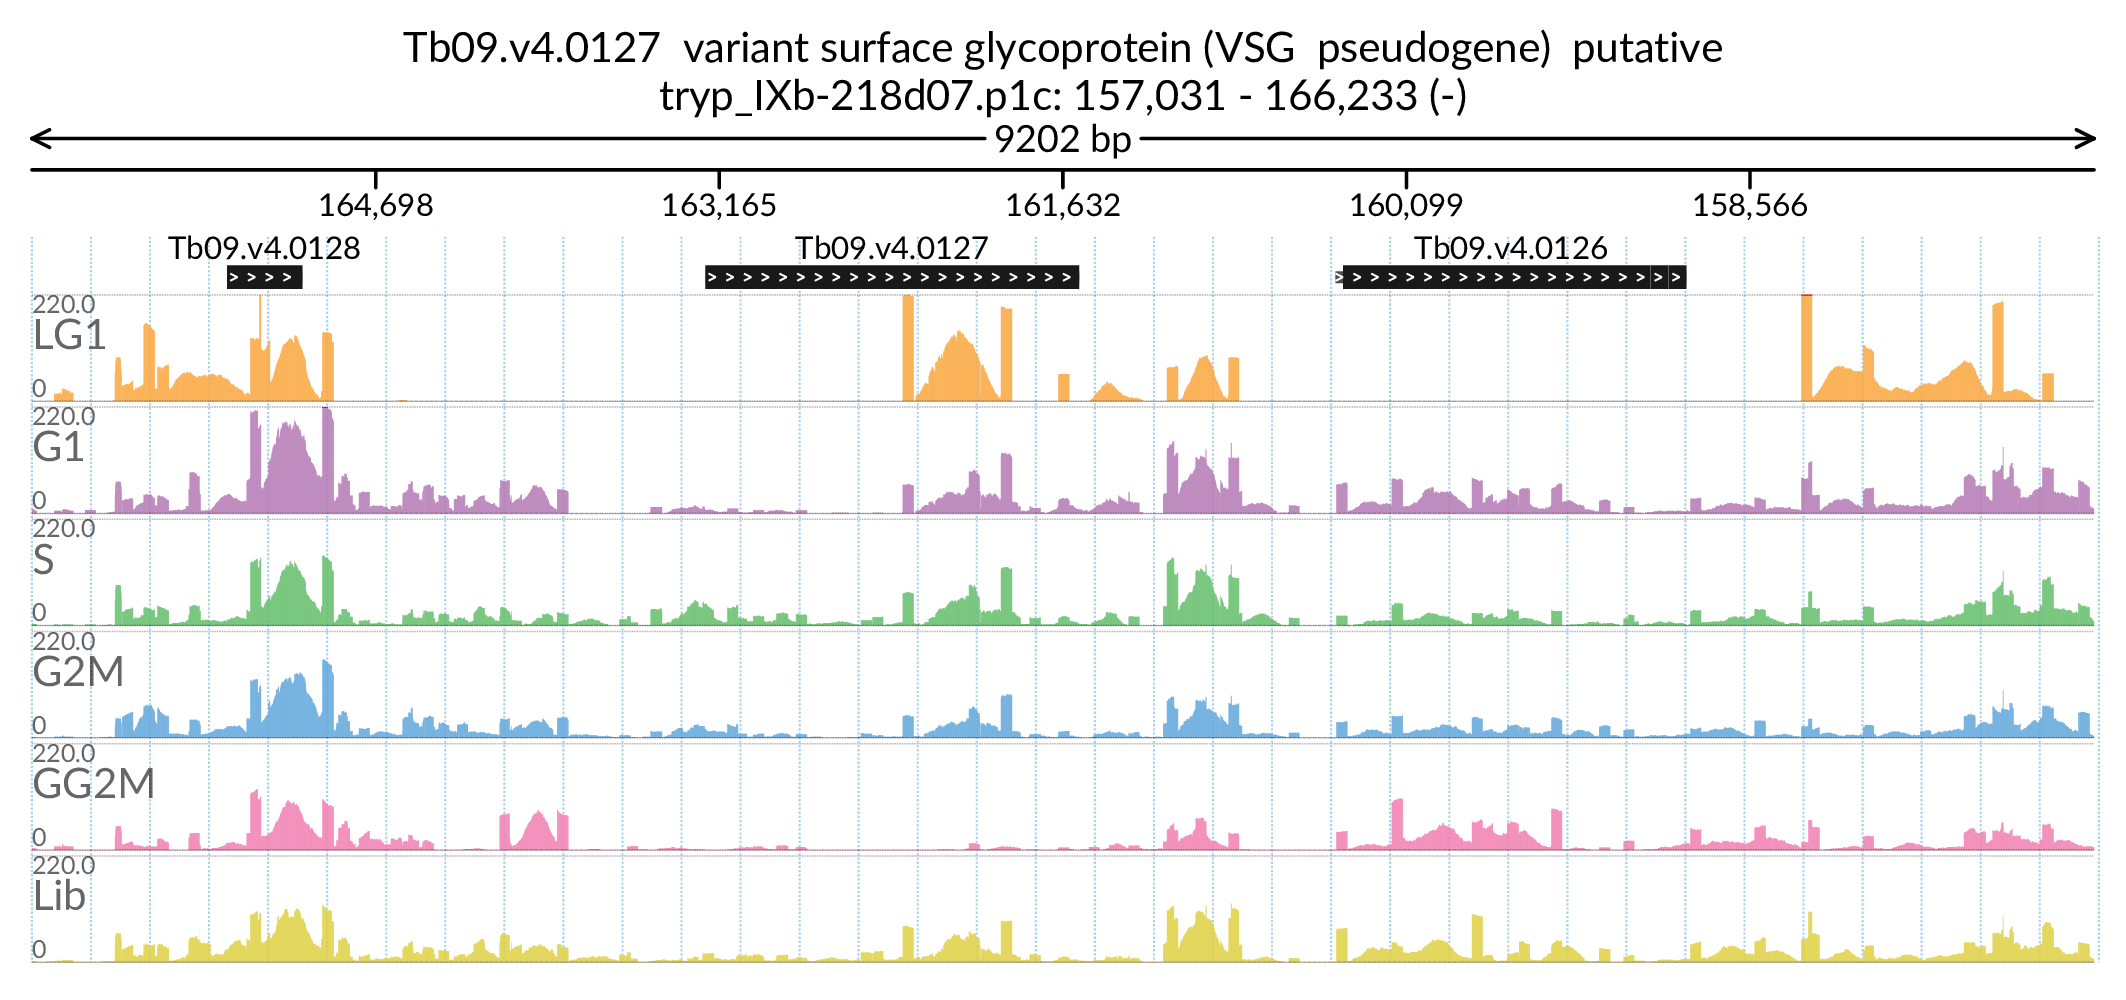 Tb09.v4.0127 variant surface glycoprotein (VSG pseudogene) putative
tryp_IXb-218d07.p1c: 157,031 - 166,233 (-)
9202 bp
164,698 163,165 161,632 160,099 158,566
Tb09.v4.0128 Tb09.v4.0127 Tb09.v4.0126
220.0
LG1
0
220.0
G1
0
220.0
S
0
220.0
G2M
0
220.0
GG2M
0
220.0
Lib
0